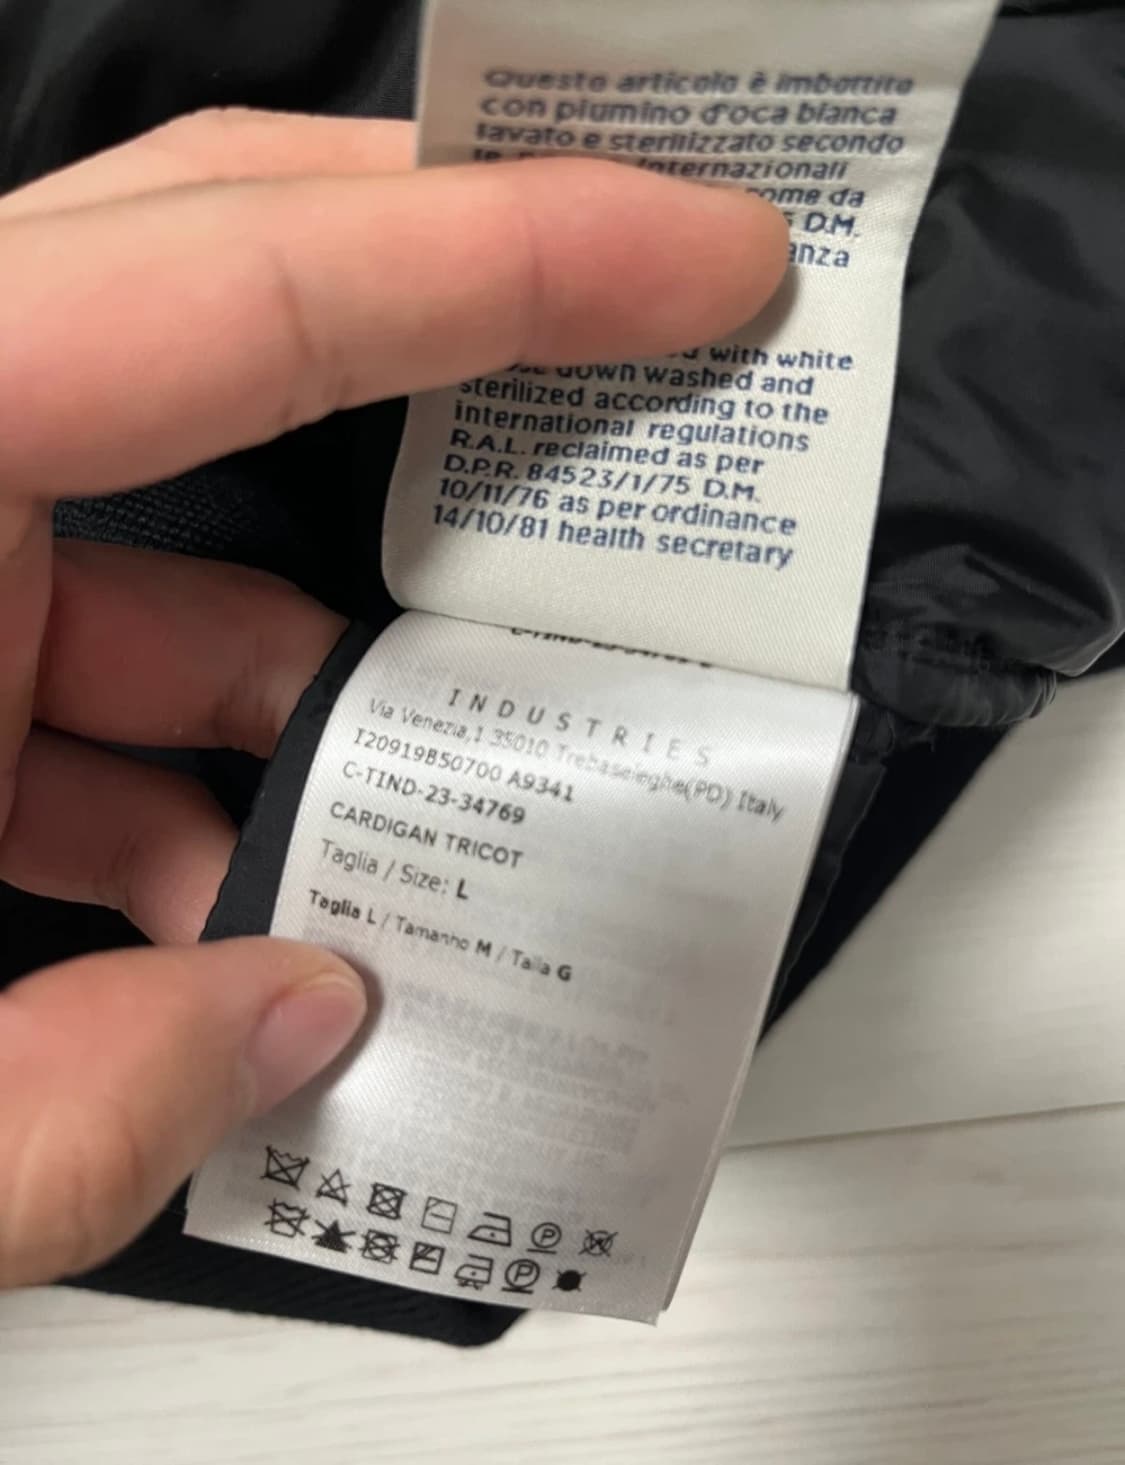 Questo articolo è imbottito
con piumino d'oca bianca
lavato e sterilizzato secondo
internazionali
come da
D.M.
with white
down washed and
sterilized according to the
international regulations
R.A.L. reclaimed as per
D.P.R. 84523/1/75 D.M.
10/11/76 as per ordinance
14/10/81 health secretary
INDUSTRIES
Via Venezia,1 35010 Trebaseleghe(PD) Italy
I20919B50700 A9341
C-TIND-23-34769
CARDIGAN TRICOT
Taglia / Size: L
Taglia L / Tamanho M / Talla G
P
P